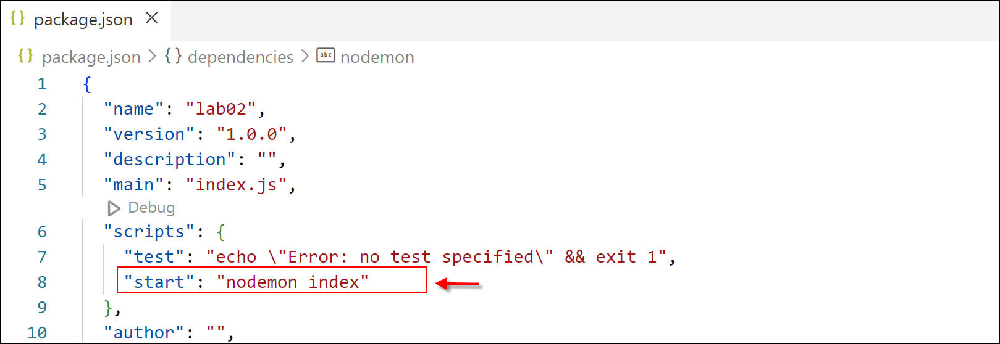 {} package.json ×
{} package.json > {} dependencies > abc nodemon
1 {
2 "name": "lab02",
3 "version": "1.0.0",
4 "description": "",
5 "main": "index.js",
Debug
6 "scripts": {
7 "test": "echo \"Error: no test specified\" && exit 1",
8 "start": "nodemon index"
9 },
10 "author": "",